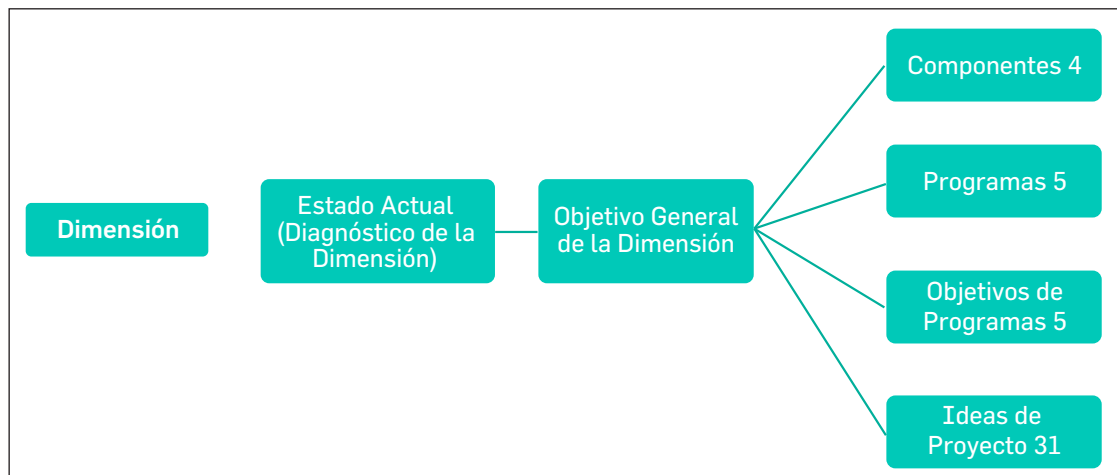 Dimensión
Estado Actual
(Diagnóstico de la
Dimensión)
Objetivo General
de la Dimensión
Componentes 4
Programas 5
Objetivos de
Programas 5
Ideas de
Proyecto 31